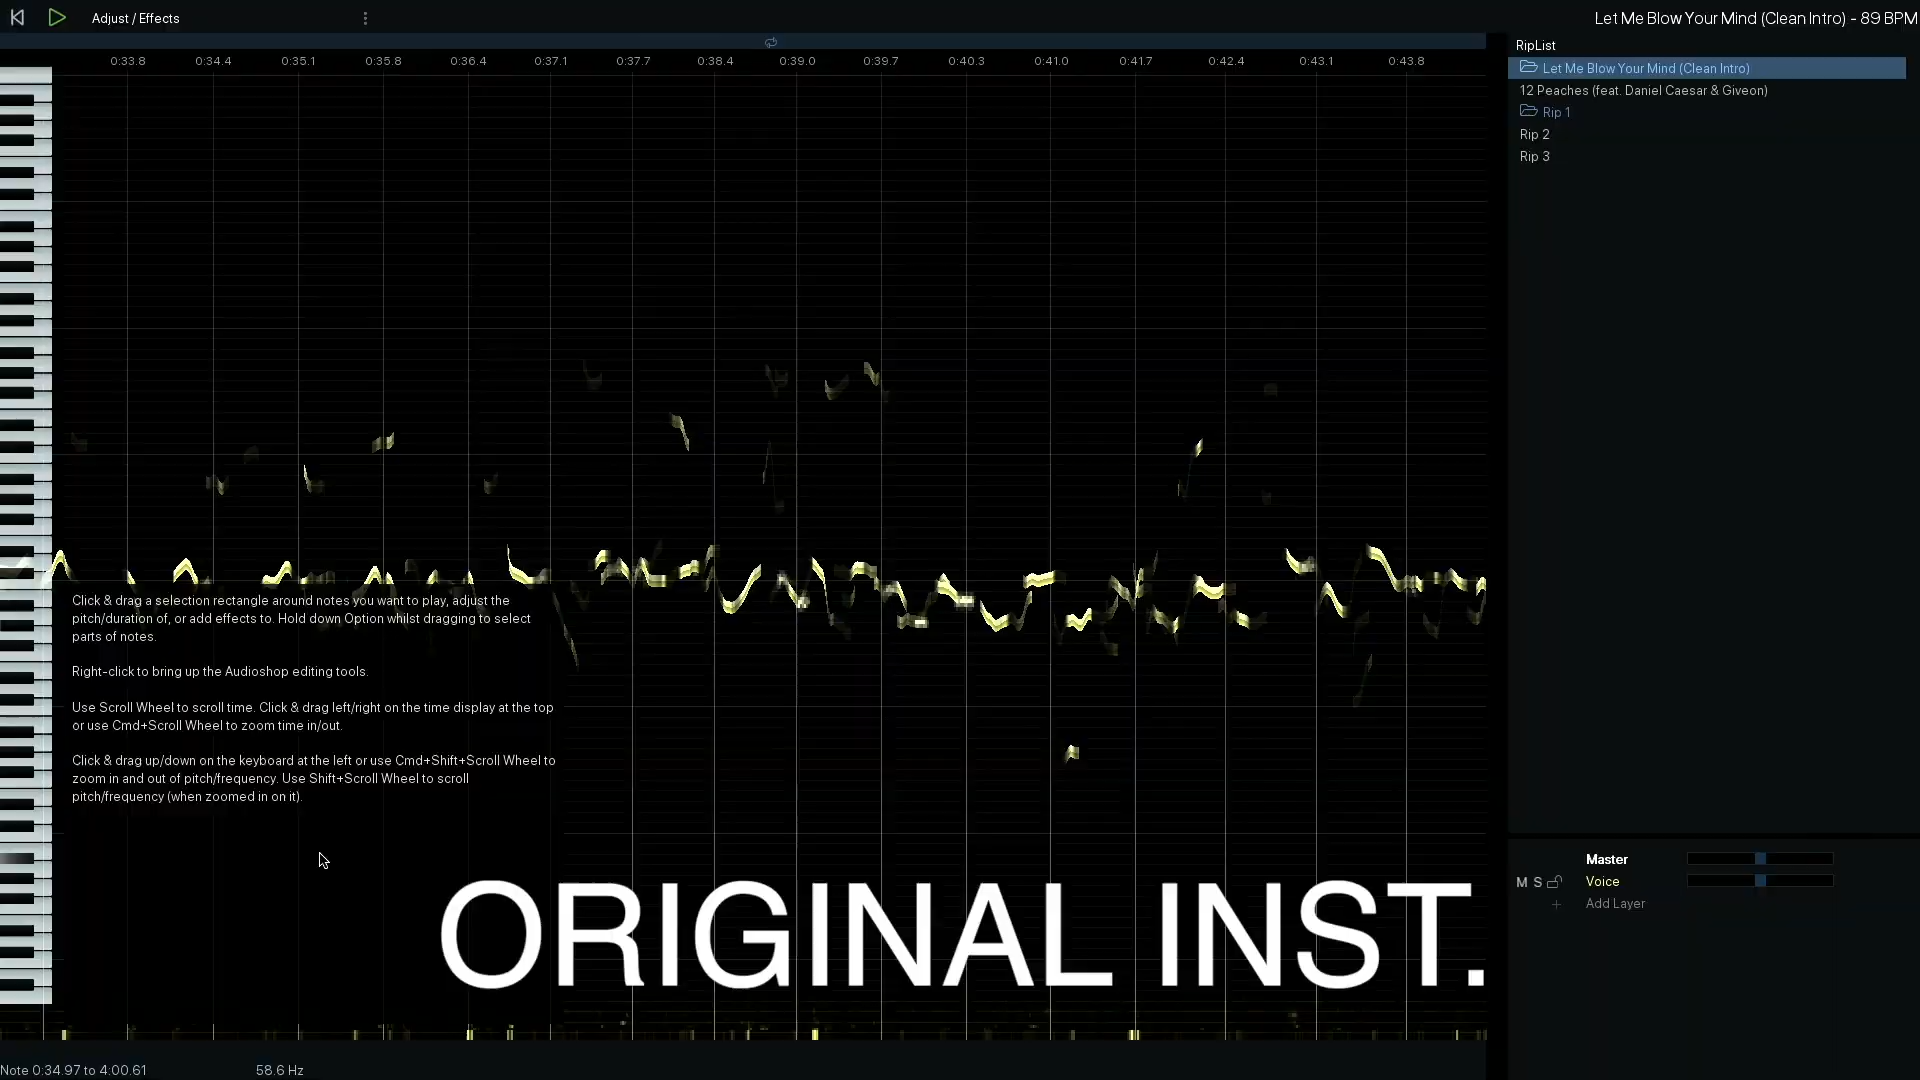 Adjust / Effects
Let Me Blow Your Mind (Clean Intro) - 89 BPM
0:33.8 0:34.4 0:35.1 0:35.8 0:36.4 0:37.1 0:37.7 0:38.4 0:39.0 0:39.7 0:40.3 0:41.0 0:41.7 0:42.4 0:43.1 0:43.8
RipList
Let Me Blow Your Mind (Clean Intro)
12 Peaches (feat. Daniel Caesar & Giveon)
Rip 1
Rip 2
Rip 3
Click & drag a selection rectangle around notes you want to play, adjust the
pitch/duration of, or add effects to. Hold down Option whilst dragging to select
parts of notes.
Right-click to bring up the Audioshop editing tools.
Use Scroll Wheel to scroll time. Click & drag left/right on the time display at the top
or use Cmd+Scroll Wheel to zoom time in/out.
Click & drag up/down on the keyboard at the left or use Cmd+Shift+Scroll Wheel to
zoom in and out of pitch/frequency. Use Shift+Scroll Wheel to scroll
pitch/frequency (when zoomed in on it).
Master
M S Voice
+ Add Layer
ORIGINAL INST.
Note 0:34.97 to 4:00.61 58.6 Hz